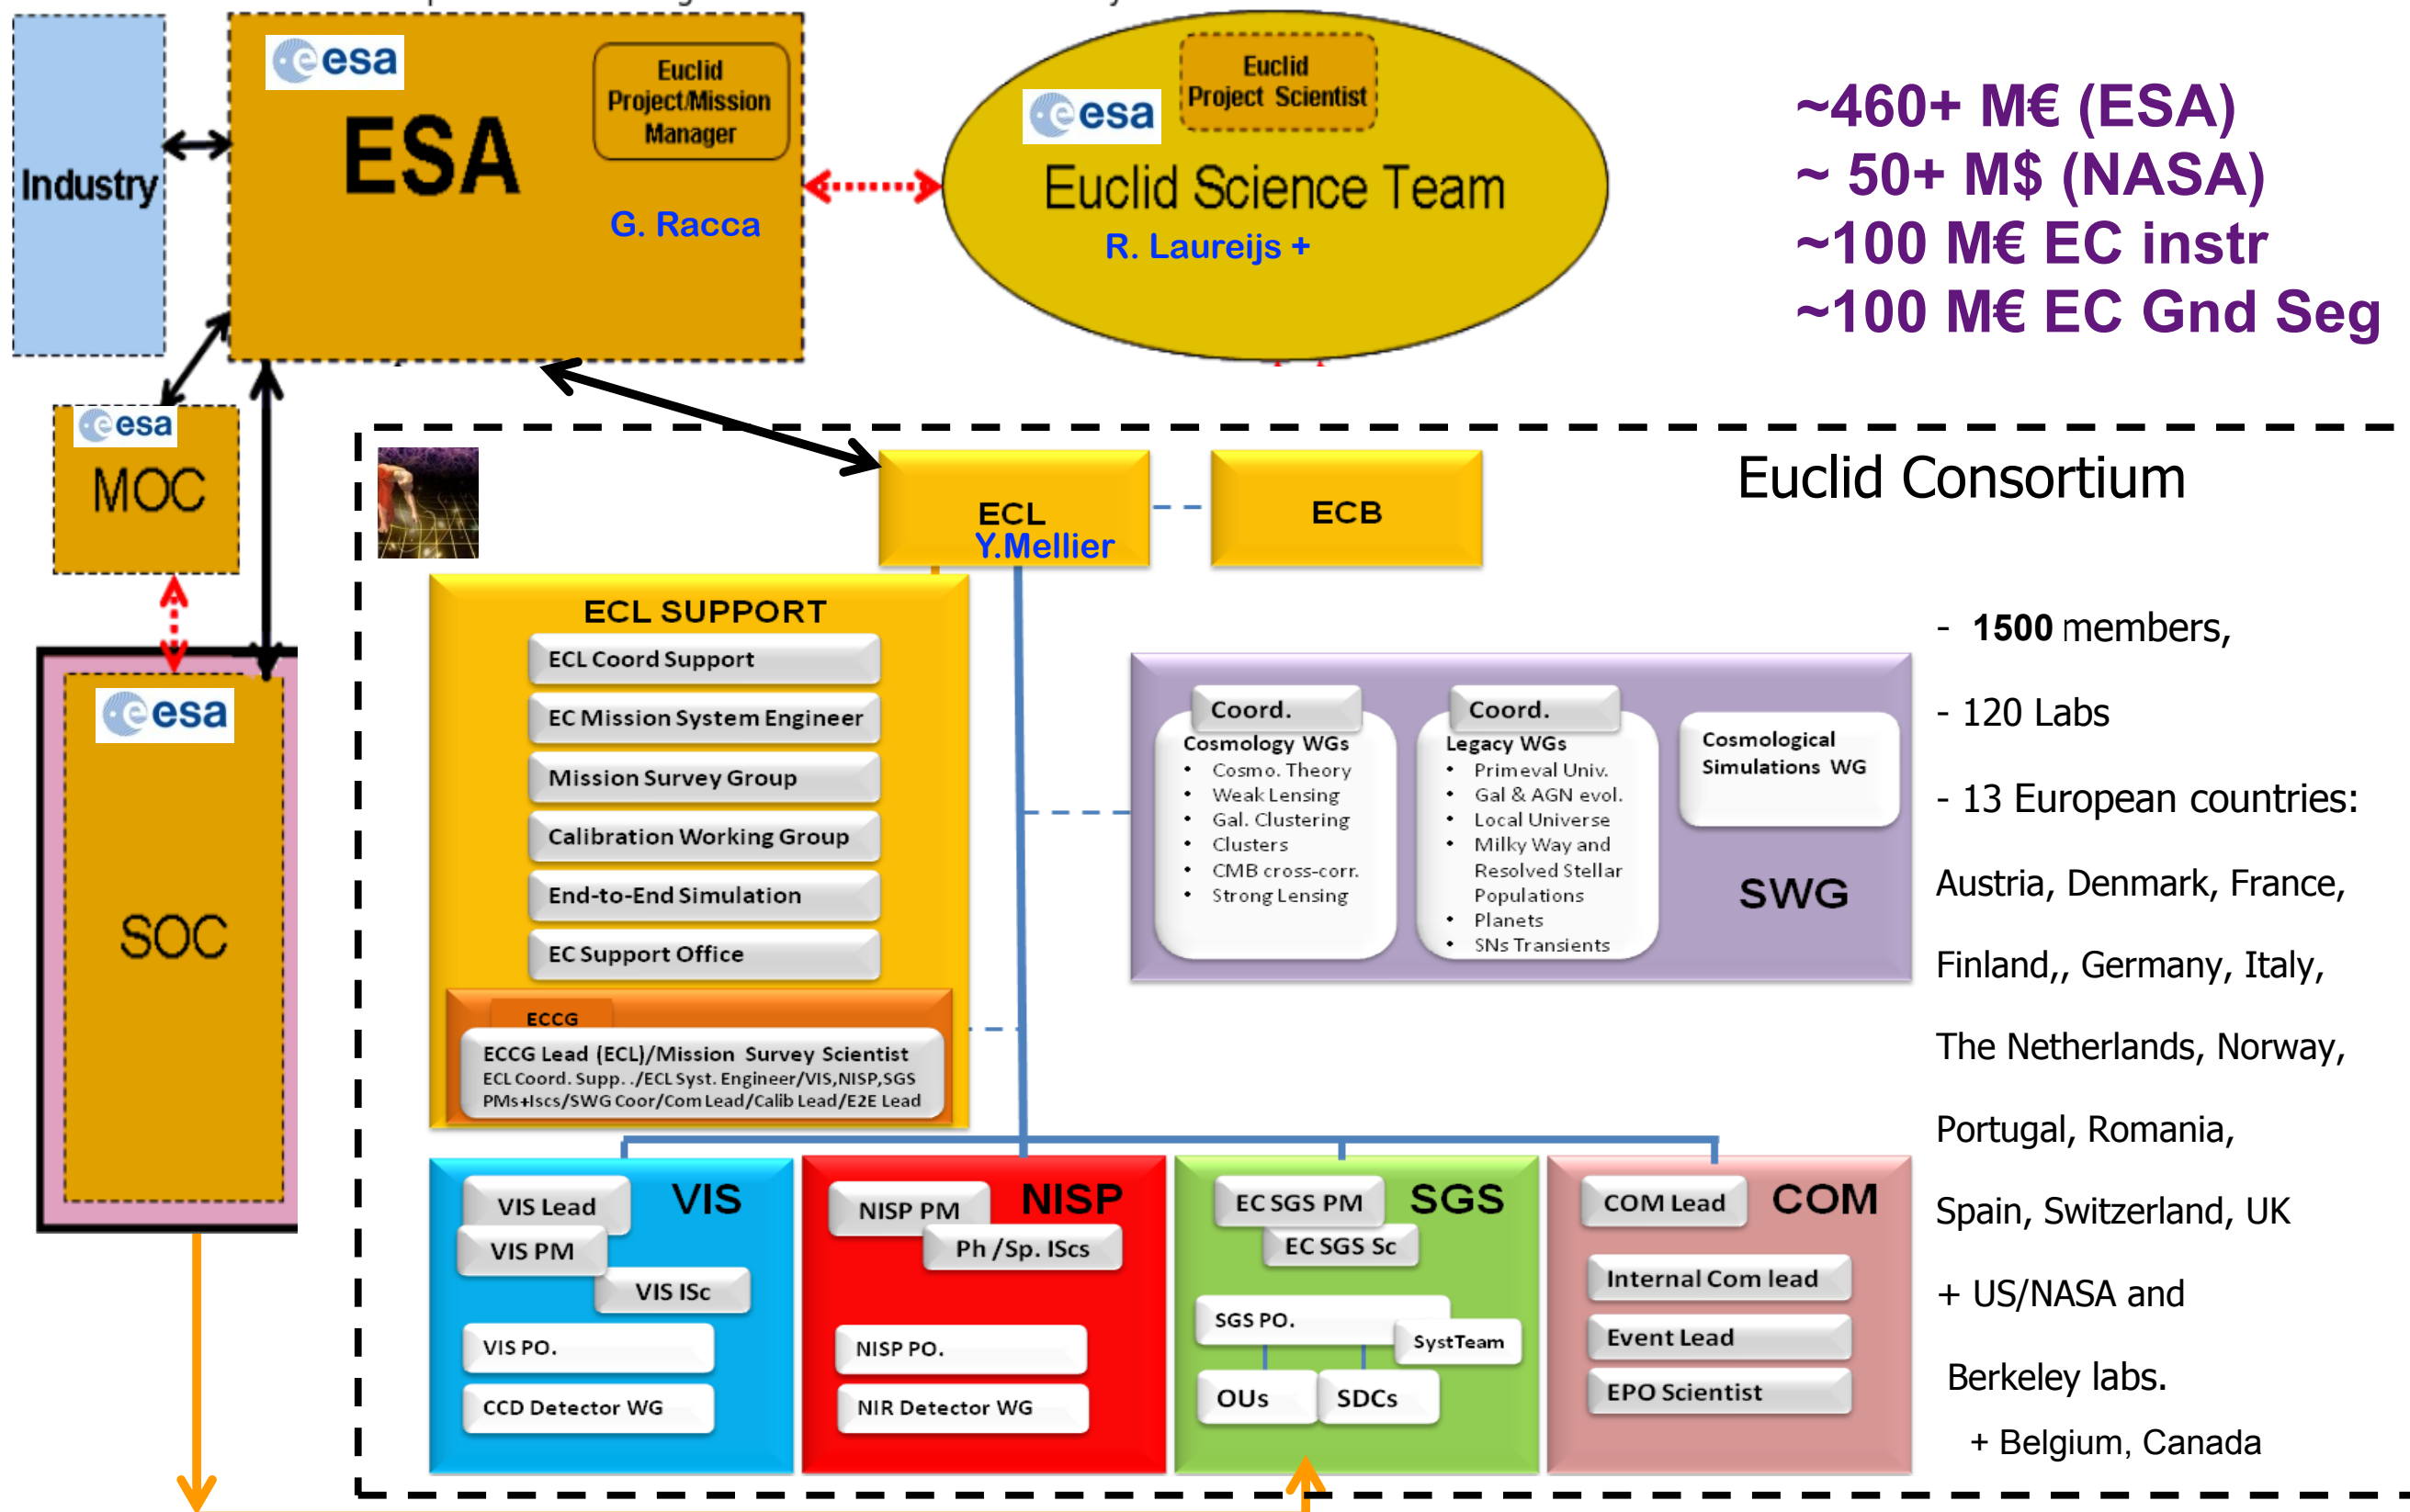 esa
Euclid
Project/Mission
Manager
ESA
G. Racca
Industry
Euclid
Project Scientist
esa
Euclid Science Team
R. Laureijs +
~460+ M€ (ESA)
~ 50+ M$ (NASA)
~100 M€ EC instr
~100 M€ EC Gnd Seg
esa
MOC
esa
SOC
Euclid Consortium
ECL
Y.Mellier
ECB
ECL SUPPORT
ECL Coord Support
EC Mission System Engineer
Mission Survey Group
Calibration Working Group
End-to-End Simulation
EC Support Office
ECCG
ECCG Lead (ECL)/Mission Survey Scientist
ECL Coord. Supp. ./ECL Syst. Engineer/VIS,NISP,SGS
PMs+Iscs/SWG Coor/Com Lead/Calib Lead/E2E Lead
Coord.
Cosmology WGs
• Cosmo. Theory
• Weak Lensing
• Gal. Clustering
• Clusters
• CMB cross-corr.
• Strong Lensing
Coord.
Legacy WGs
• Primeval Univ.
• Gal & AGN evol.
• Local Universe
• Milky Way and
Resolved Stellar
Populations
• Planets
• SNs Transients
Cosmological
Simulations WG
SWG
- 1500 members,
- 120 Labs
- 13 European countries:
Austria, Denmark, France,
Finland,, Germany, Italy,
The Netherlands, Norway,
Portugal, Romania,
Spain, Switzerland, UK
+ US/NASA and
Berkeley labs.
+ Belgium, Canada
VIS Lead
VIS
VIS PM
VIS ISc
VIS PO.
CCD Detector WG
NISP PM
NISP
Ph /Sp. IScs
NISP PO.
NIR Detector WG
EC SGS PM
SGS
EC SGS Sc
SGS PO.
SystTeam
OUs
SDCs
COM Lead
COM
Internal Com lead
Event Lead
EPO Scientist